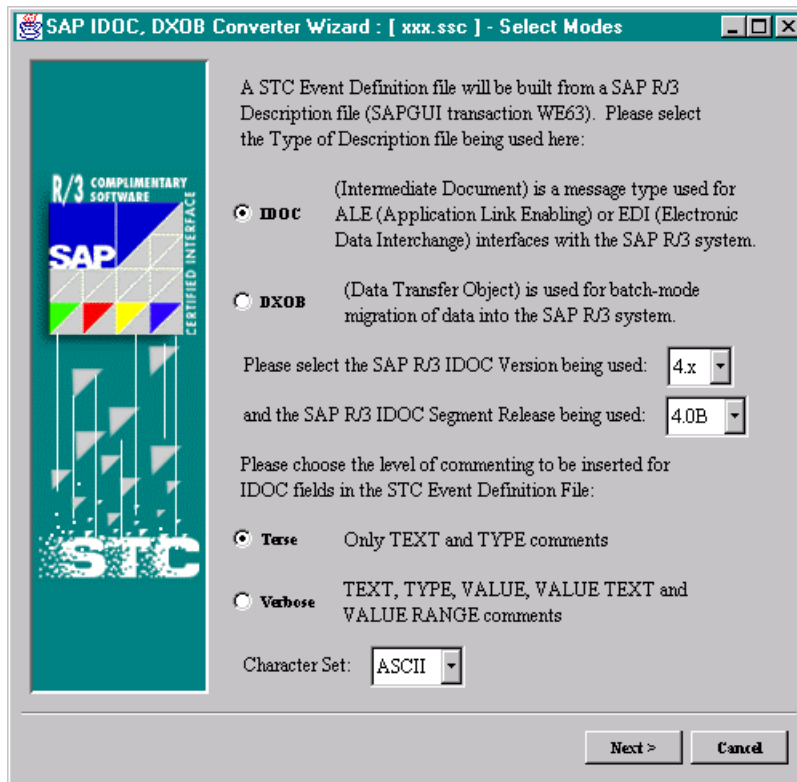 SAP IDOC, DXOB Converter Wizard : [ xxx.ssc ] - Select Modes
A STC Event Definition file will be built from a SAP R/3
Description file (SAPGUI transaction WE63). Please select
the Type of Description file being used here:
R/3 COMPLIMENTARY
SOFTWARE
SAP
CERTIFIED INTERFACE
STC
IDOC
(Intermediate Document) is a message type used for
ALE (Application Link Enabling) or EDI (Electronic
Data Interchange) interfaces with the SAP R/3 system.
DXOB
(Data Transfer Object) is used for batch-mode
migration of data into the SAP R/3 system.
Please select the SAP R/3 IDOC Version being used: 4.x
and the SAP R/3 IDOC Segment Release being used: 4.0B
Please choose the level of commenting to be inserted for
IDOC fields in the STC Event Definition File:
Terse Only TEXT and TYPE comments
Verbose
TEXT, TYPE, VALUE, VALUE TEXT and
VALUE RANGE comments
Character Set: ASCII
Next > Cancel